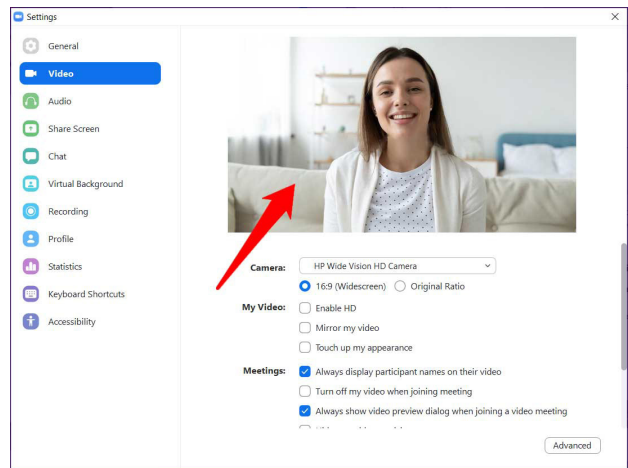 Settings
General
Video
Audio
Share Screen
Chat
Virtual Background
Recording
Profile
Statistics
Keyboard Shortcuts
Accessibility
Camera: HP Wide Vision HD Camera
16:9 (Widescreen) Original Ratio
My Video: Enable HD
Mirror my video
Touch up my appearance
Meetings: Always display participant names on their video
Turn off my video when joining meeting
Always show video preview dialog when joining a video meeting
Advanced